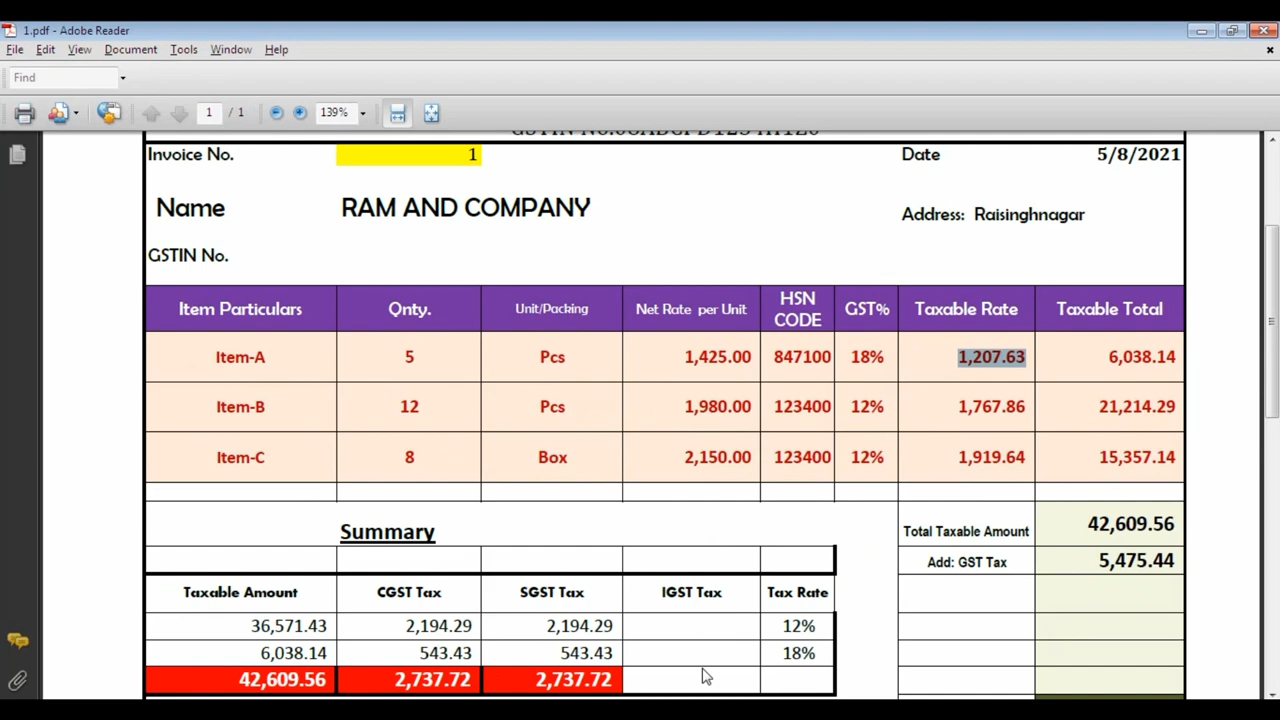 1.pdf - Adobe Reader
File Edit View Document Tools Window Help
Find
1 / 1 139%
Invoice No. 1 Date 5/8/2021
Name RAM AND COMPANY Address: Raisinghnagar
GSTIN No.
Item Particulars Qnty. Unit/Packing Net Rate per Unit HSN CODE GST% Taxable Rate Taxable Total
Item-A 5 Pcs 1,425.00 847100 18% 1,207.63 6,038.14
Item-B 12 Pcs 1,980.00 123400 12% 1,767.86 21,214.29
Item-C 8 Box 2,150.00 123400 12% 1,919.64 15,357.14
Summary Total Taxable Amount 42,609.56
Add: GST Tax 5,475.44
Taxable Amount CGST Tax SGST Tax IGST Tax Tax Rate
36,571.43 2,194.29 2,194.29 12%
6,038.14 543.43 543.43 18%
42,609.56 2,737.72 2,737.72